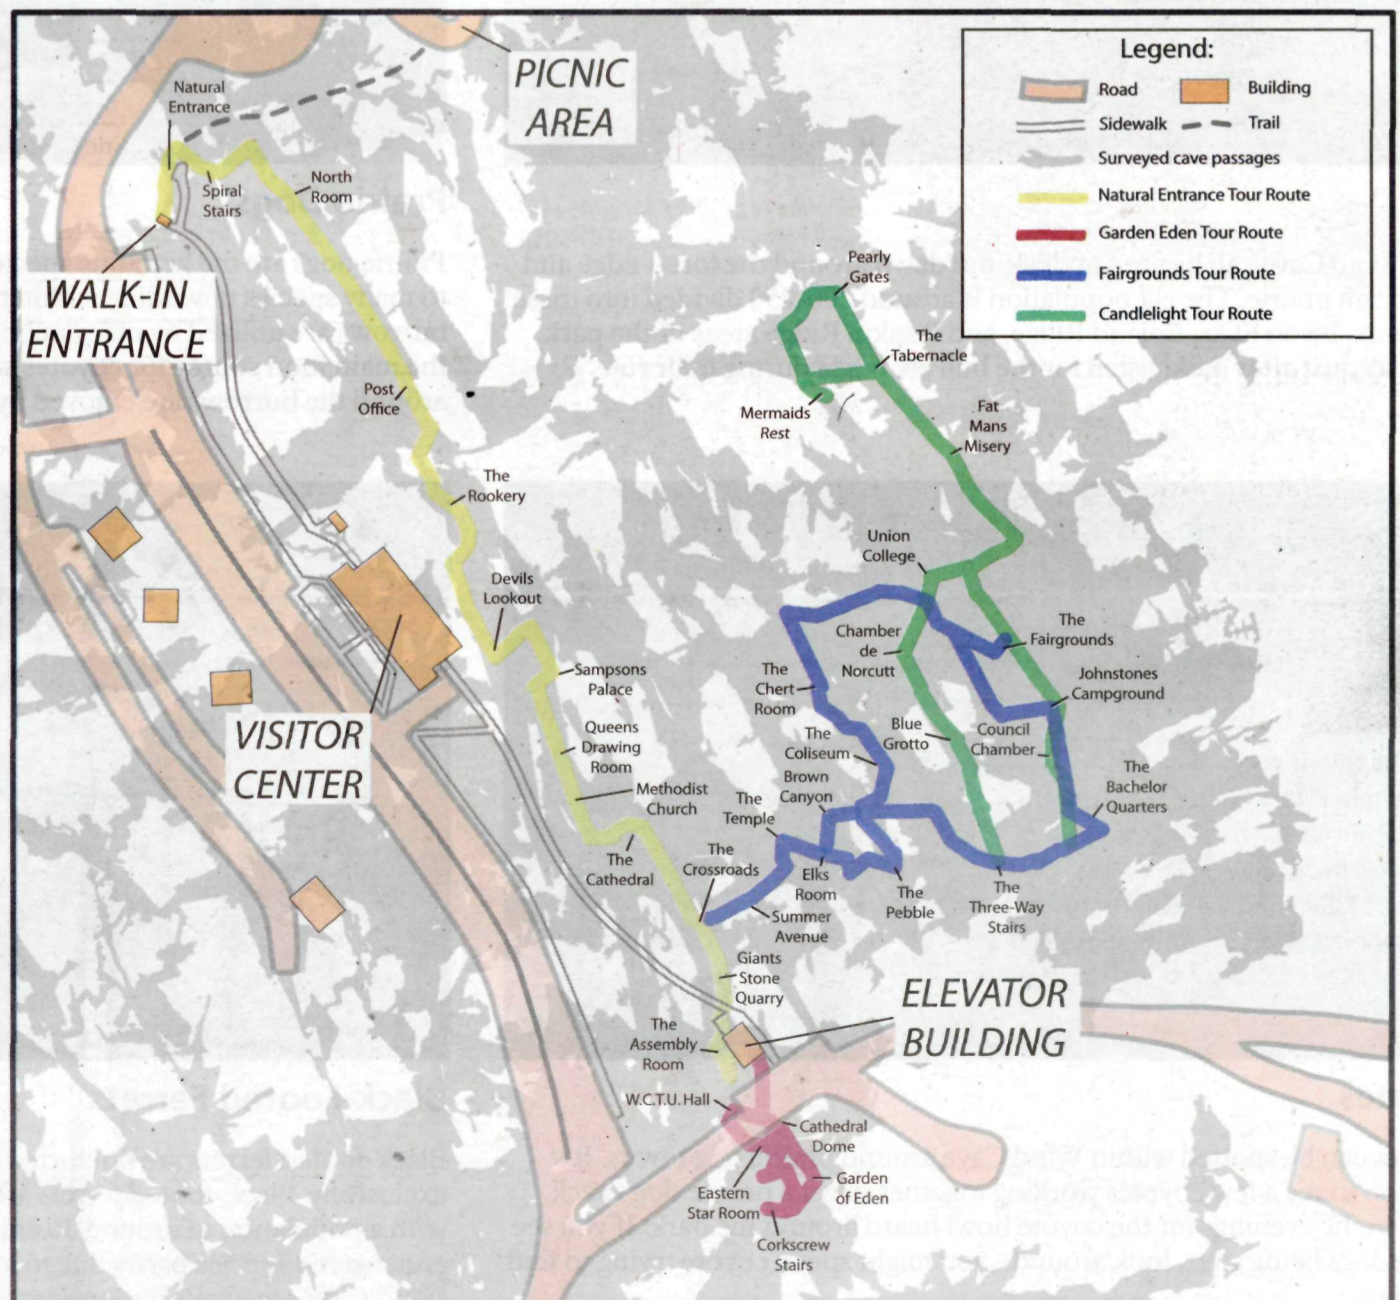 Legend:
Road
Building
Sidewalk
Trail
Surveyed cave passages
Natural Entrance Tour Route
Garden Eden Tour Route
Fairgrounds Tour Route
Candlelight Tour Route
PICNIC
AREA
Natural
Entrance
Spiral
Stairs
North
Room
WALK-IN
ENTRANCE
Pearly
Gates
The
Tabernacle
Mermaids
Rest
Fat
Mans
Misery
Post
Office
The
Rookery
Union
College
Devils
Lookout
Chamber
de
Norcutt
The
Fairgrounds
Sampsons
Palace
The
Chert
Room
Johnstones
Campground
VISITOR
CENTER
Queens
Drawing
Room
The
Coliseum
Blue
Grotto
Council
Chamber
Methodist
Church
Brown
Canyon
The
Temple
The
Bachelor
Quarters
The
Cathedral
The
Crossroads
Elks
Room
The
Pebble
The
Three-Way
Stairs
Summer
Avenue
Giants
Stone
Quarry
ELEVATOR
BUILDING
The
Assembly
Room
W.C.T.U. Hall
Cathedral
Dome
Garden
of Eden
Eastern
Star Room
Corkscrew
Stairs